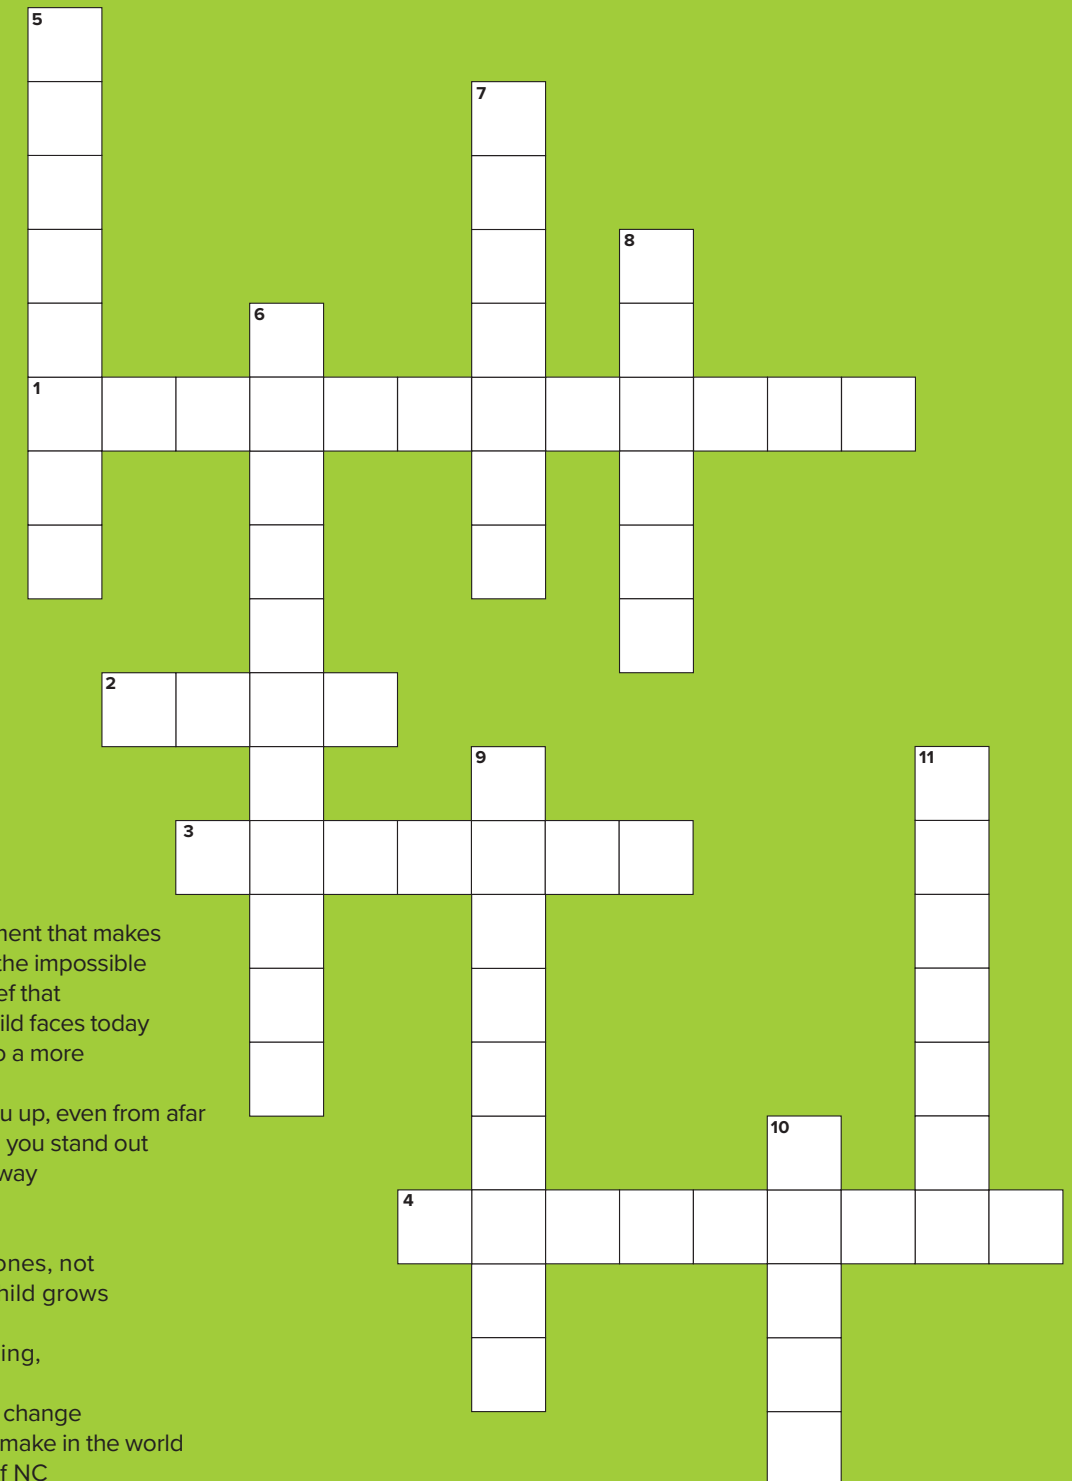 5
7
8
6
1
2
9
11
3
ment that makes
the impossible
ef that
ild faces today
o a more
u up, even from afar
you stand out
way
10
4
ones, not
hild grows
ing,
change
make in the world
f NC